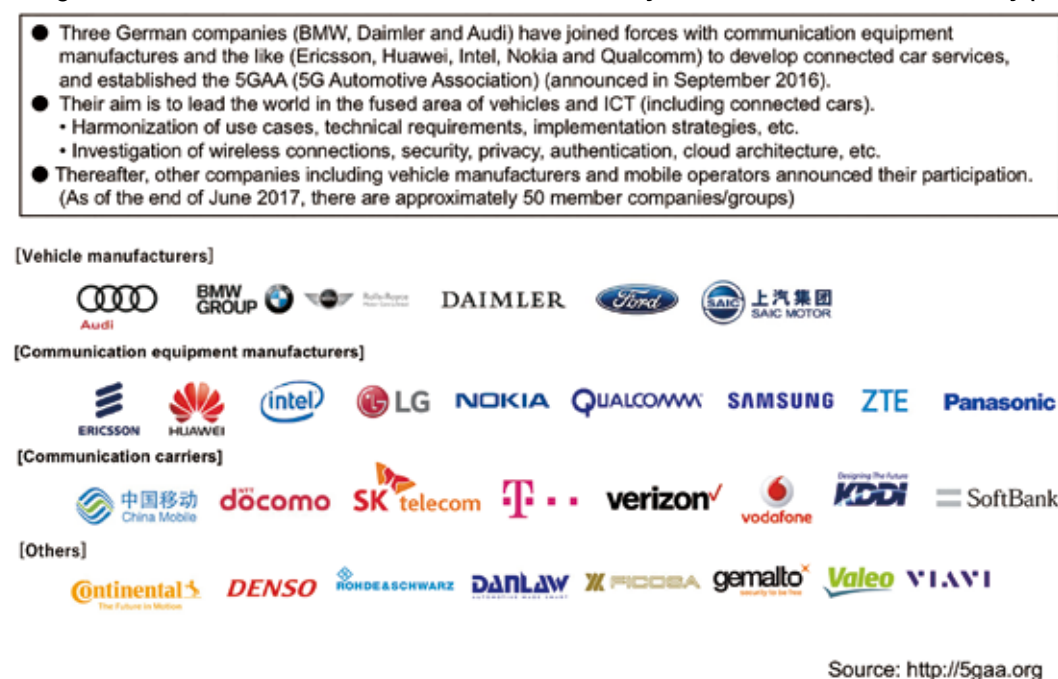 ● Three German companies (BMW, Daimler and Audi) have joined forces with communication equipment
manufactures and the like (Ericsson, Huawei, Intel, Nokia and Qualcomm) to develop connected car services,
and established the 5GAA (5G Automotive Association) (announced in September 2016).
● Their aim is to lead the world in the fused area of vehicles and ICT (including connected cars).
• Harmonization of use cases, technical requirements, implementation strategies, etc.
• Investigation of wireless connections, security, privacy, authentication, cloud architecture, etc.
● Thereafter, other companies including vehicle manufacturers and mobile operators announced their participation.
(As of the end of June 2017, there are approximately 50 member companies/groups)
[Vehicle manufacturers]
Audi
BMW
GROUP
Rolls-Royce
DAIMLER
Ford
SAIC
上汽集团
SAIC MOTOR
[Communication equipment manufacturers]
ERICSSON
HUAWEI
intel
LG
NOKIA
QUALCOMM
SAMSUNG
ZTE
Panasonic
[Communication carriers]
中国移动
China Mobile
NTT
döcomo
SK telecom
T
verizon
vodafone
Designing The Future
KDDI
SoftBank
[Others]
Continental
The Future in Motion
DENSO
ROHDE&SCHWARZ
DANLAW
AUTOMOTIVE MADE SMART
FICOSA
gemalto
security to be free
Valeo
VIAVI
Source: http://5gaa.org